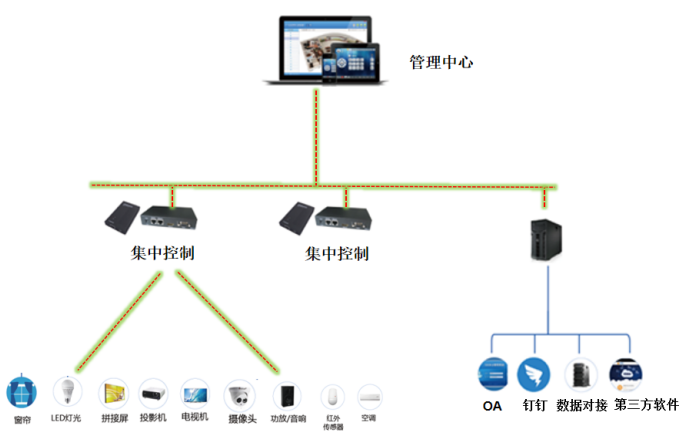 管理中心
集中控制
集中控制
窗帘
LED灯光
拼接屏
投影机
电视机
摄像头
功放/音响
红外
传感器
空调
OA
钉钉
数据对接
第三方软件